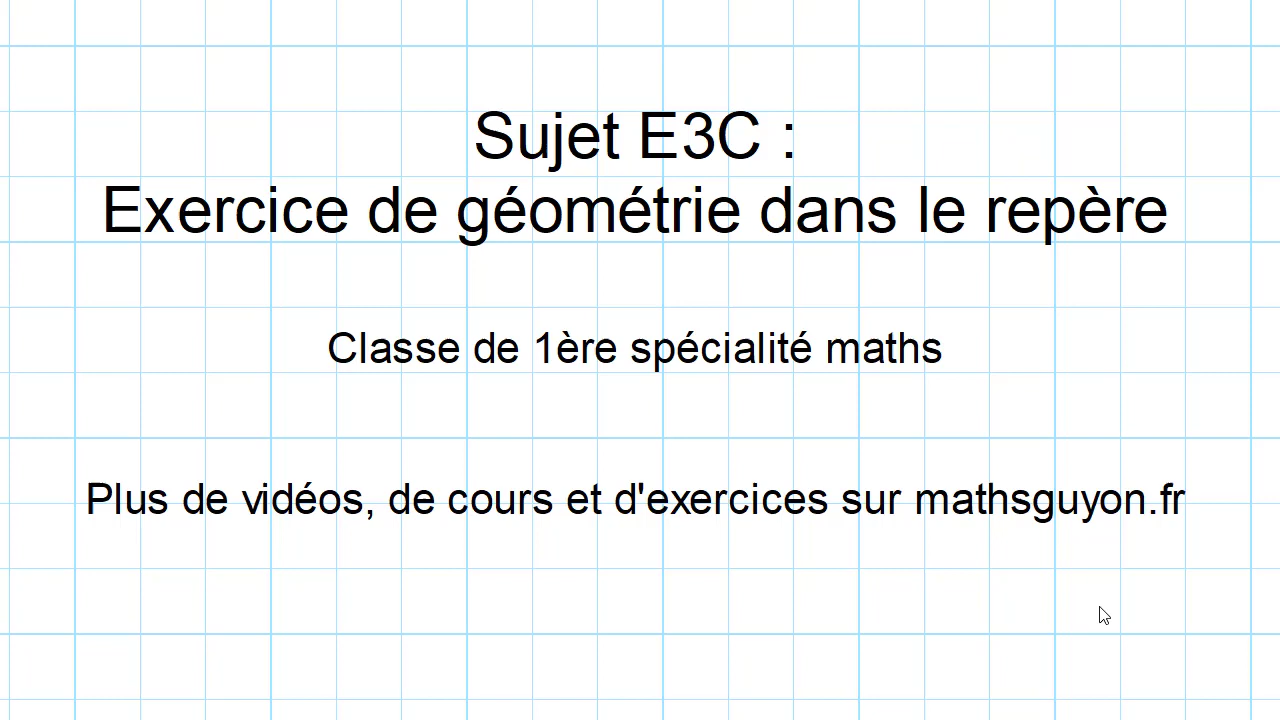 Sujet E3C :
Exercice de géométrie dans le repère
Classe de 1ère spécialité maths
Plus de vidéos, de cours et d'exercices sur mathsguyon.fr